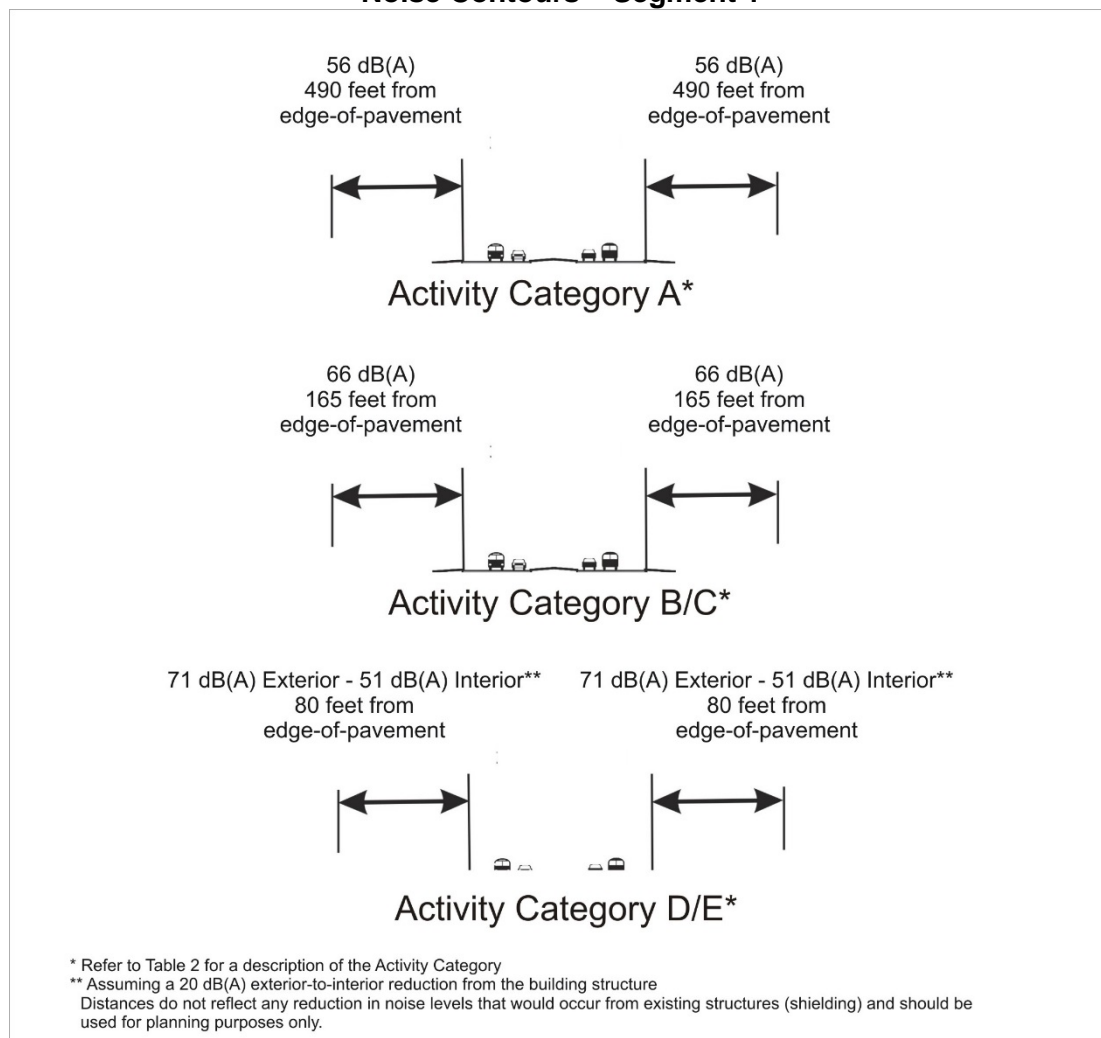 56 dB(A)
490 feet from
edge-of-pavement
56 dB(A)
490 feet from
edge-of-pavement
Activity Category A*
66 dB(A)
165 feet from
edge-of-pavement
66 dB(A)
165 feet from
edge-of-pavement
Activity Category B/C*
71 dB(A) Exterior - 51 dB(A) Interior**
80 feet from
edge-of-pavement
71 dB(A) Exterior - 51 dB(A) Interior**
80 feet from
edge-of-pavement
Activity Category D/E*
* Refer to Table 2 for a description of the Activity Category
** Assuming a 20 dB(A) exterior-to-interior reduction from the building structure
Distances do not reflect any reduction in noise levels that would occur from existing structures (shielding) and should be
used for planning purposes only.